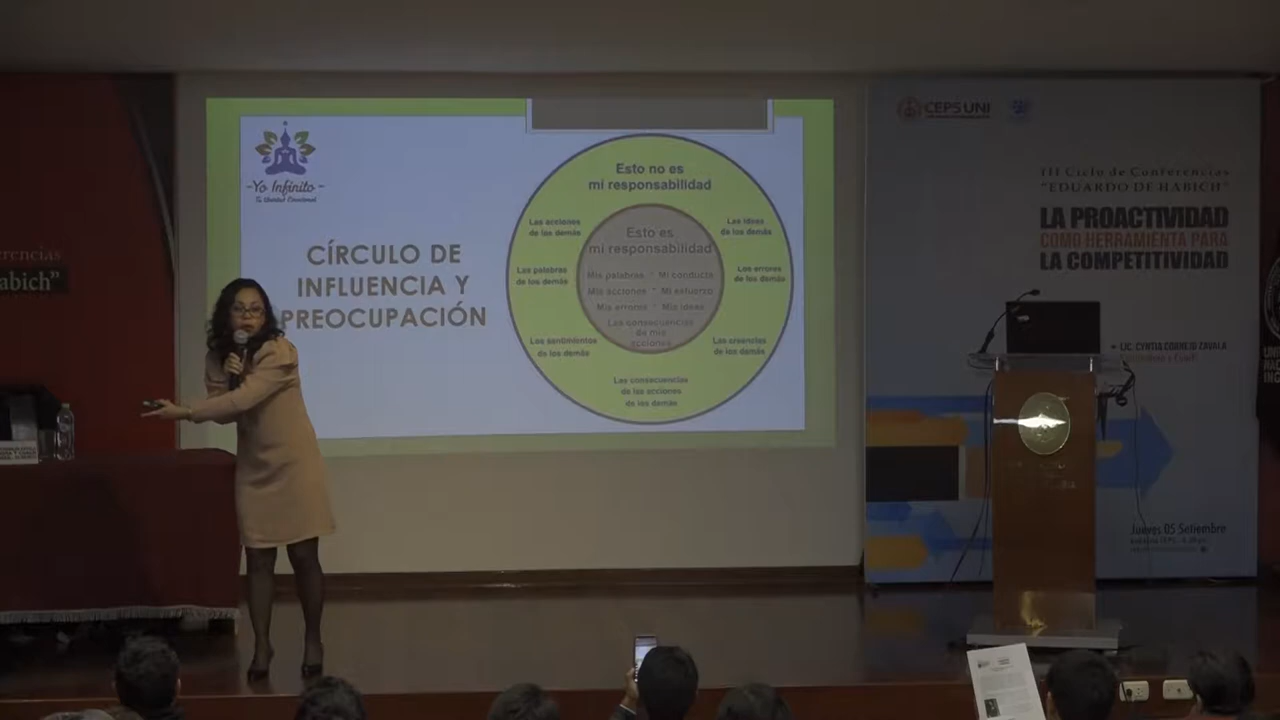 -Yo Infinito-
Tu Unidad Emocional
CÍRCULO DE
INFLUENCIA Y
PREOCUPACIÓN
Esto no es
mi responsabilidad
Las acciones
de los demás
Las ideas
de los demás
Las palabras
de los demás
Los errores
de los demás
Los sentimientos
de los demás
Las creencias
de los demás
Las consecuencias
de las acciones
de los demás
Esto es
mi responsabilidad
Mis palabras * Mi conducta
Mis acciones * Mi esfuerzo
Mis errores * Mis ideas
Las consecuencias
de mis
acciones
CEPS UNI
III Ciclo de Conferencias
"EDUARDO DE HABICH"
LA PROACTIVIDAD
COMO HERRAMIENTA PARA
LA COMPETITIVIDAD
LIC. CYNTIA CORNEJO ZAVALA
Jueves 05 Setiembre
erencias
abich"